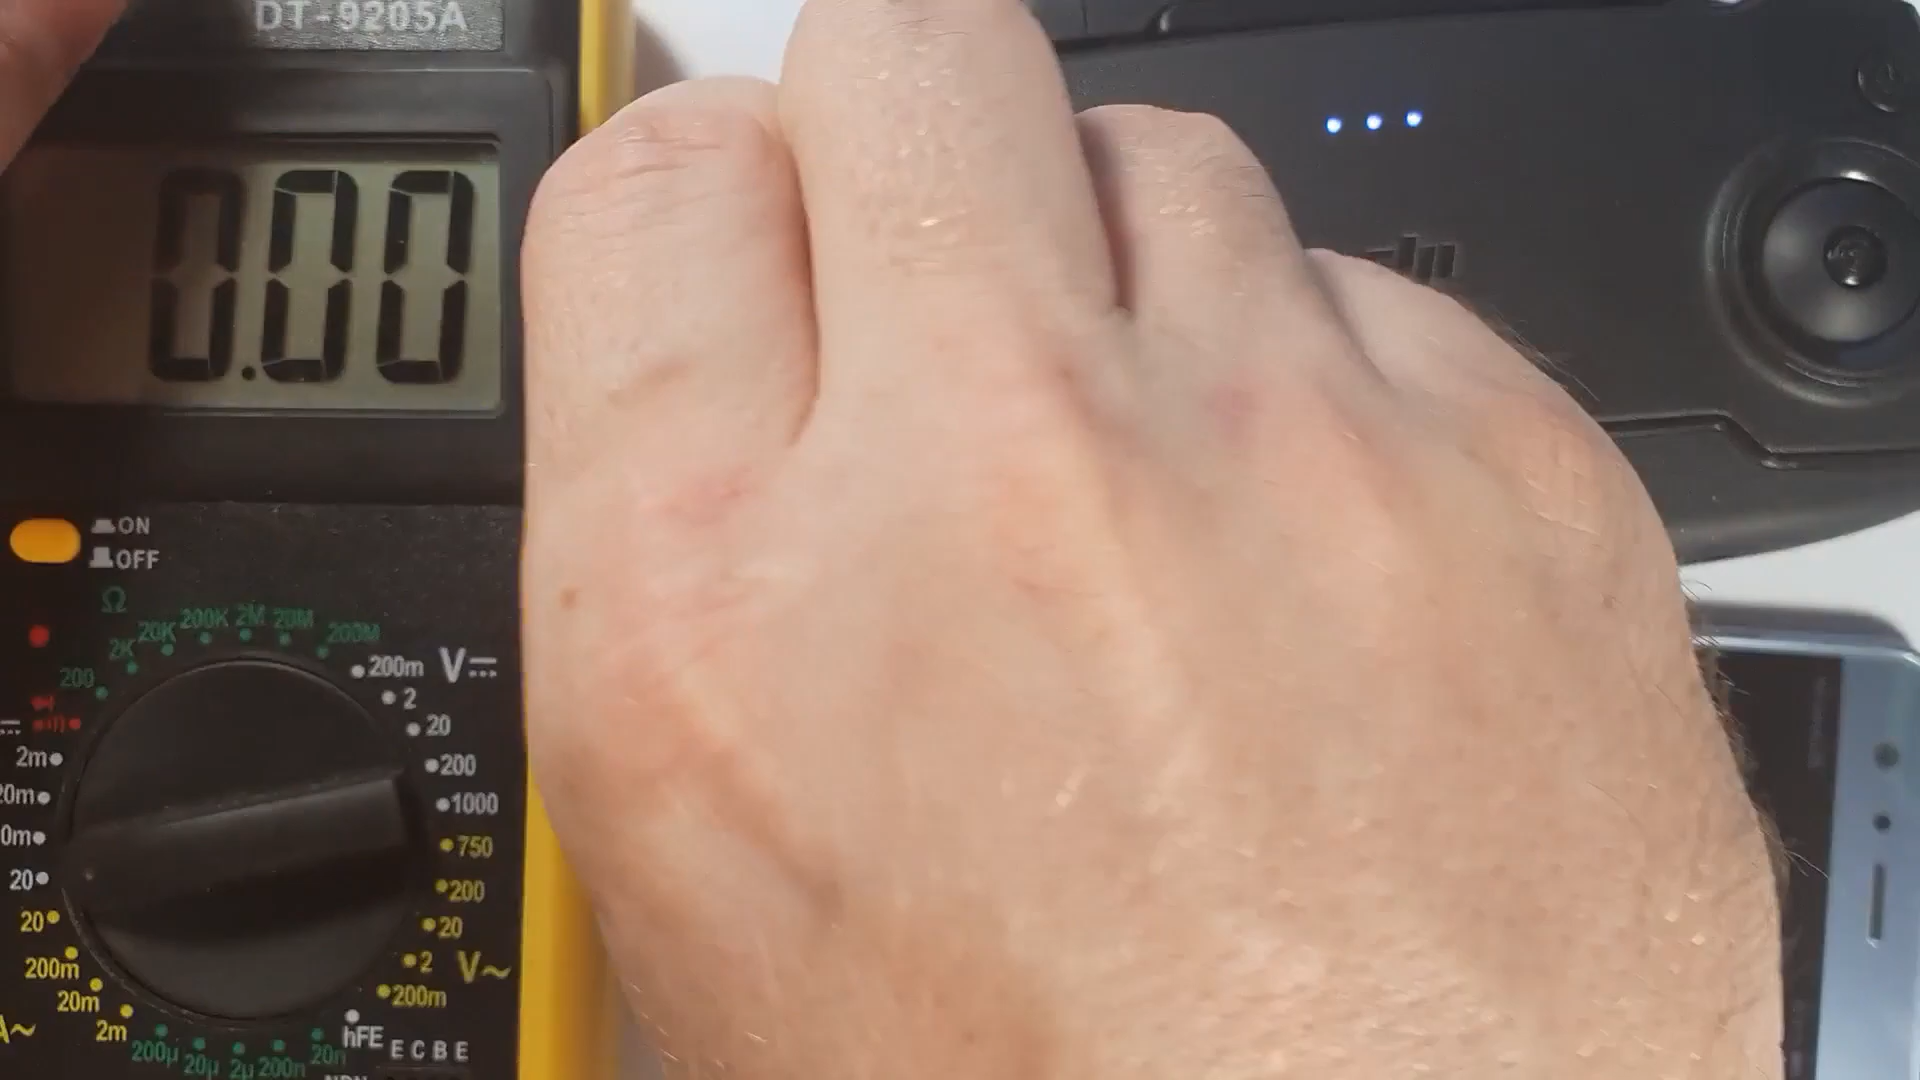 DT-9205A
0.00
dji
ON
OFF
Ω
200 2K 20K 200K 2M 20M 200M
200m V
2
20
200
1000
750
200
20
2 V~
200m
2m
20
20
200m
20m
2m
200µ 20µ 2µ 200n 20n
hFE E C B E